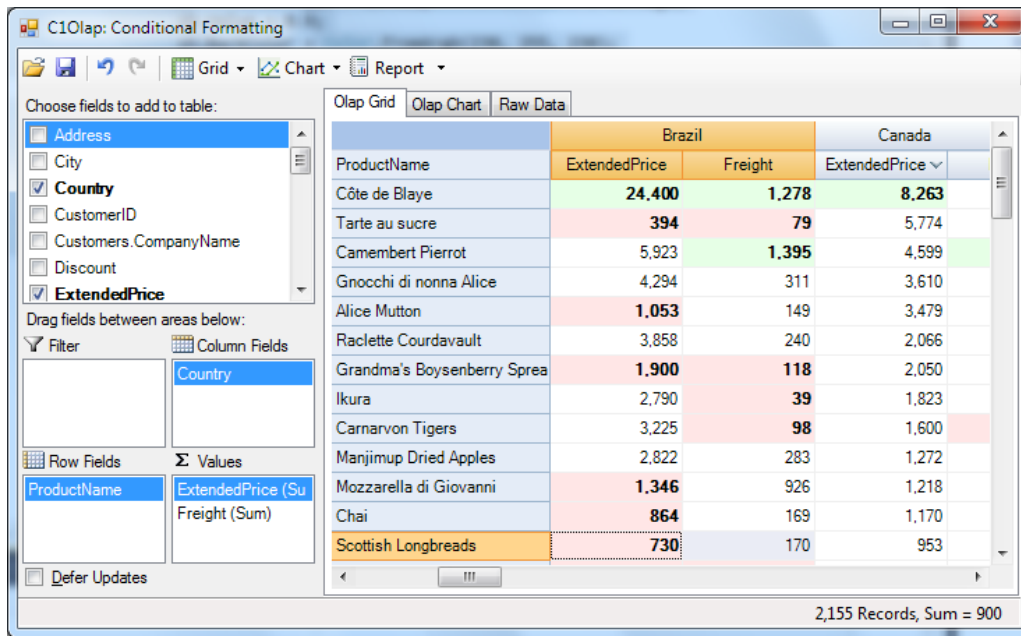 C1Olap: Conditional Formatting
Grid Chart Report
Choose fields to add to table:
Address
City
Country
CustomerID
Customers.CompanyName
Discount
ExtendedPrice
Drag fields between areas below:
Filter Column Fields
Country
Row Fields Σ Values
ProductName ExtendedPrice (Su
Freight (Sum)
Defer Updates
Olap Grid Olap Chart Raw Data
Brazil Canada
ProductName ExtendedPrice Freight ExtendedPrice
Côte de Blaye 24,400 1,278 8,263
Tarte au sucre 394 79 5,774
Camembert Pierrot 5,923 1,395 4,599
Gnocchi di nonna Alice 4,294 311 3,610
Alice Mutton 1,053 149 3,479
Raclette Courdavault 3,858 240 2,066
Grandma's Boysenberry Sprea 1,900 118 2,050
Ikura 2,790 39 1,823
Carnarvon Tigers 3,225 98 1,600
Manjimup Dried Apples 2,822 283 1,272
Mozzarella di Giovanni 1,346 926 1,218
Chai 864 169 1,170
Scottish Longbreads 730 170 953
2,155 Records, Sum = 900